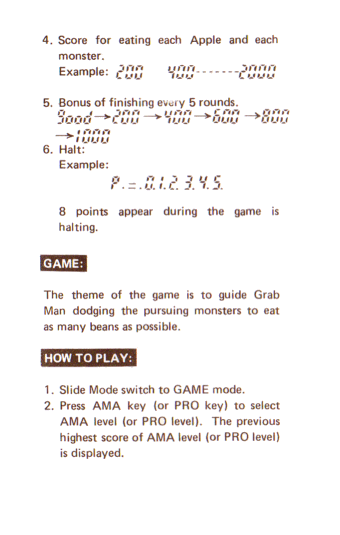 4. Score for eating each Apple and each
monster.
Example: 200 400-------2000
5. Bonus of finishing every 5 rounds.
good→200→400→600→800
→1000
6. Halt:
Example:
P.=.0.1.2.3.4.5.
8 points appear during the game is
halting.
GAME:
The theme of the game is to guide Grab
Man dodging the pursuing monsters to eat
as many beans as possible.
HOW TO PLAY:
1. Slide Mode switch to GAME mode.
2. Press AMA key (or PRO key) to select
AMA level (or PRO level). The previous
highest score of AMA level (or PRO level)
is displayed.